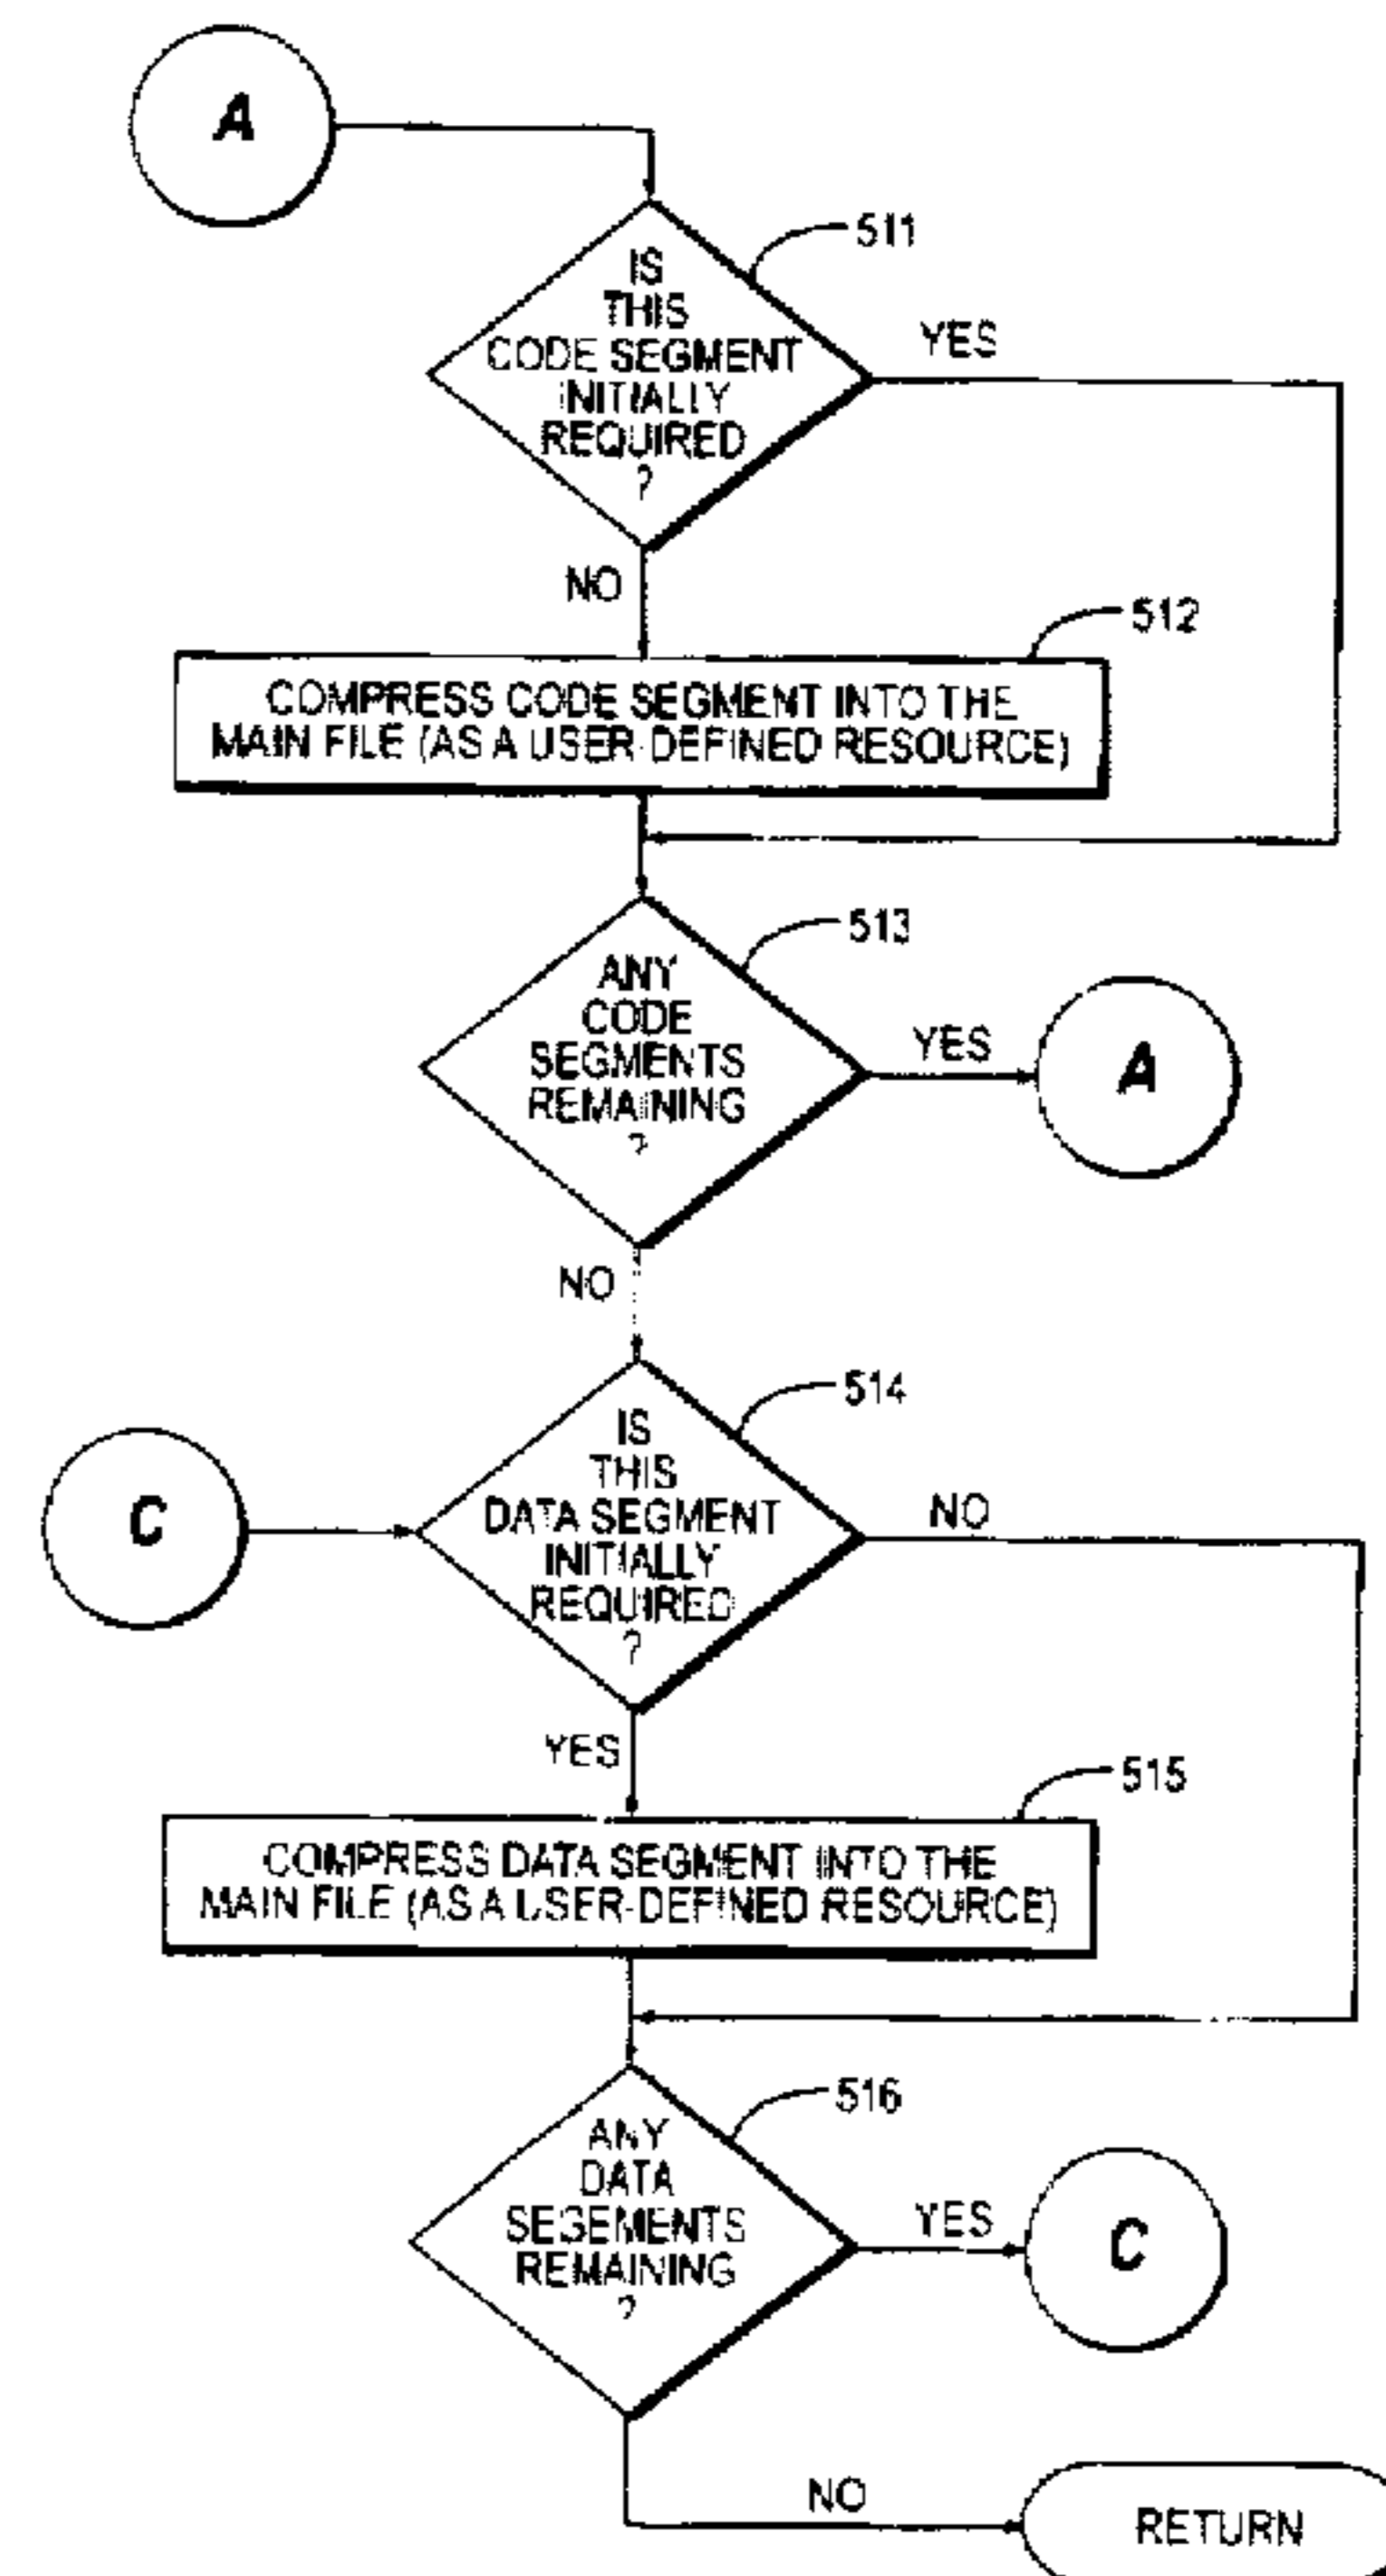 A
511
IS
THIS
CODE SEGMENT
INITIALLY
REQUIRED
?
YES
NO
512
COMPRESS CODE SEGMENT INTO THE
MAIN FILE (AS A USER-DEFINED RESOURCE)
513
ANY
CODE
SEGMENTS
REMAINING
?
YES
A
NO
514
C
IS
THIS
DATA SEGMENT
INITIALLY
REQUIRED
?
NO
YES
515
COMPRESS DATA SEGMENT INTO THE
MAIN FILE (AS A USER-DEFINED RESOURCE)
516
ANY
DATA
SEGEMENTS
REMAINING
?
YES
C
NO
RETURN